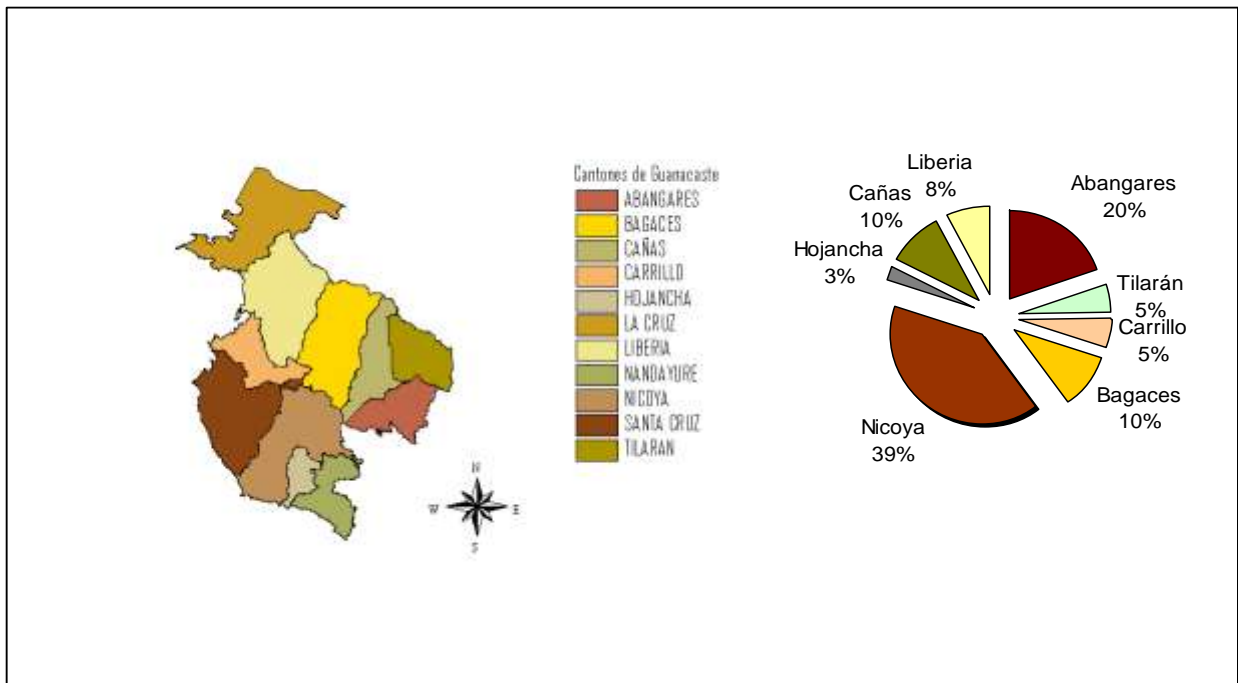 Cantones de Guanacaste
ABANGARES
BAGACES
CAÑAS
CARRILLO
HOJANCHA
LA CRUZ
LIBERIA
NANDAYURE
NICOYA
SANTA CRUZ
TILARAN
N
W
E
S
Liberia
8%
Cañas
10%
Hojancha
3%
Abangares
20%
Tilarán
5%
Carrillo
5%
Bagaces
10%
Nicoya
39%